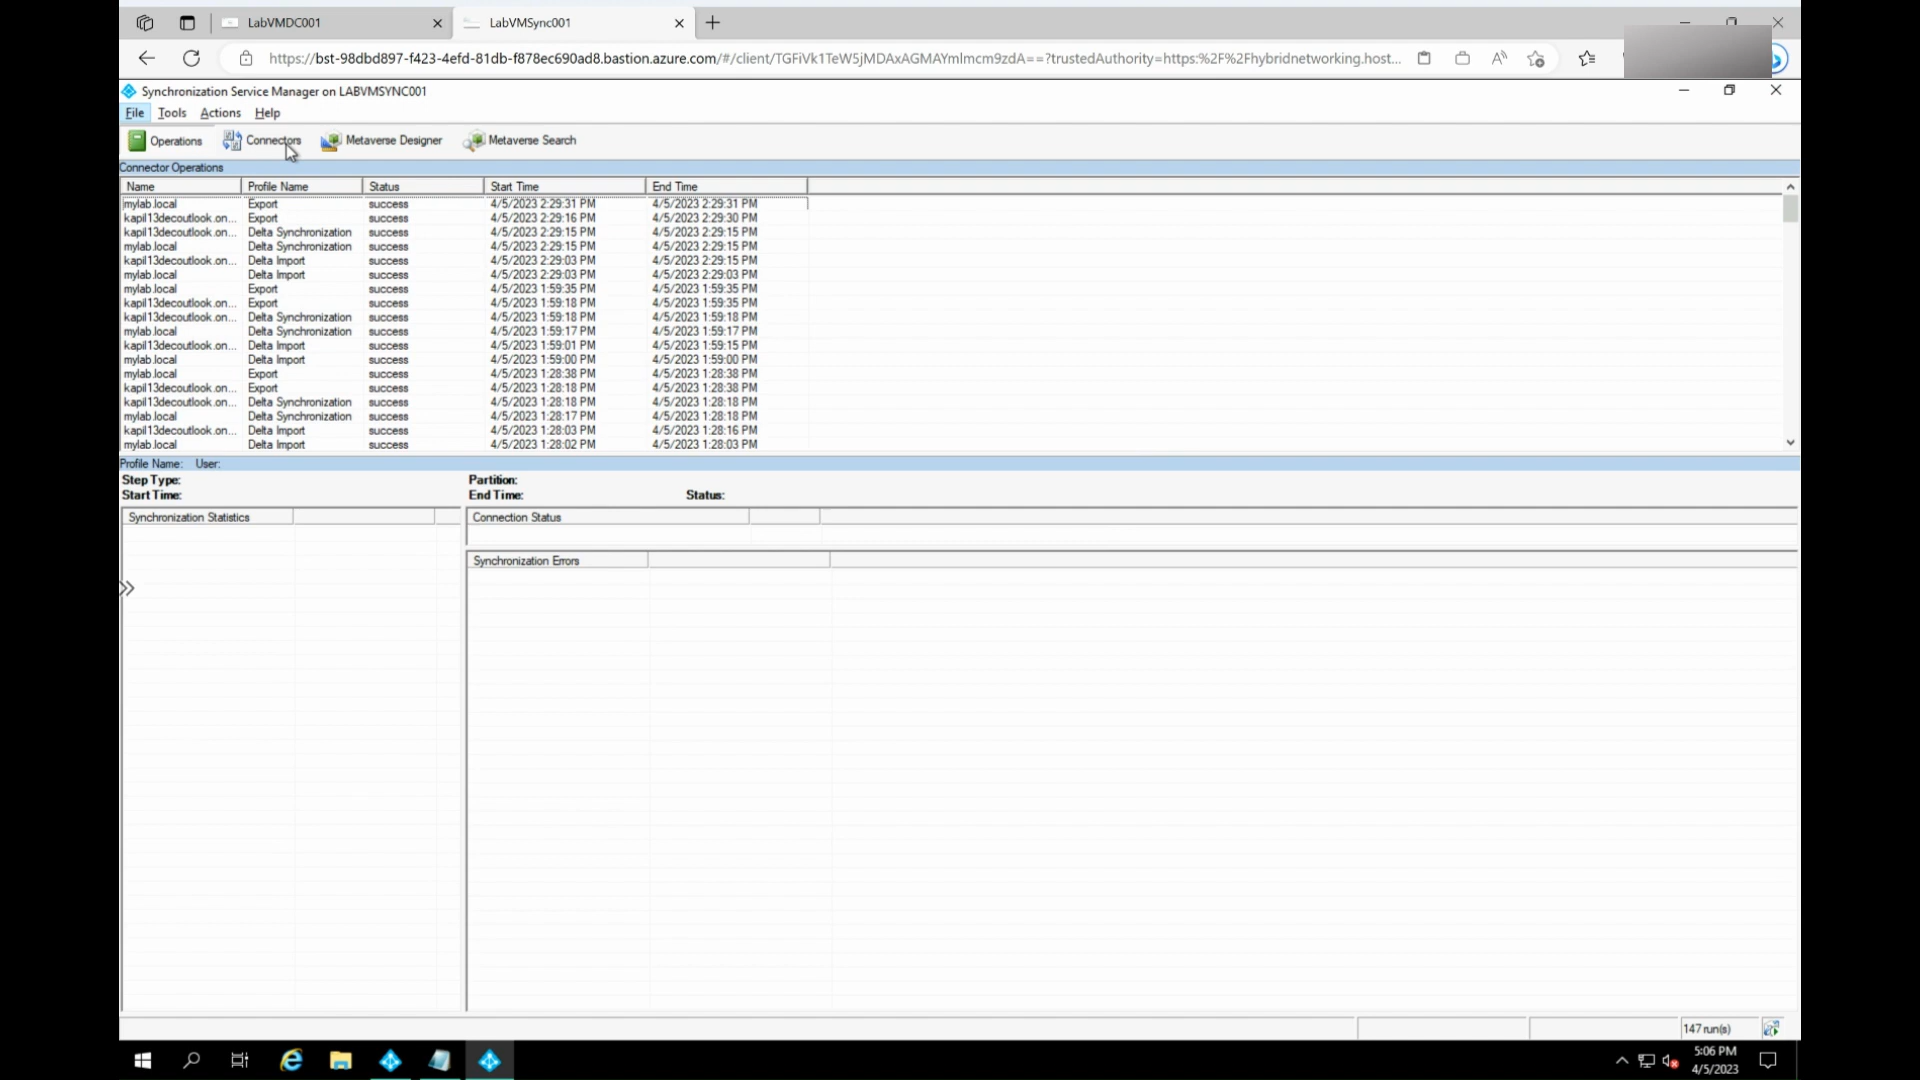 LabVMDC001
LabVMSync001
https://bst-98dbd897-f423-4efd-81db-f878ec690ad8.bastion.azure.com/#/client/TGFiVk1TeW5jMDAxAGMAYmlmcm9zdA==?trustedAuthority=https:%2F%2Fhybridnetworking.host...
Synchronization Service Manager on LABVMSYNC001
File Tools Actions Help
Operations Connectors Metaverse Designer Metaverse Search
Connector Operations
Name Profile Name Status Start Time End Time
mylab.local Export success 4/5/2023 2:29:31 PM 4/5/2023 2:29:31 PM
kapil13decoutlook.on... Export success 4/5/2023 2:29:16 PM 4/5/2023 2:29:30 PM
kapil13decoutlook.on... Delta Synchronization success 4/5/2023 2:29:15 PM 4/5/2023 2:29:15 PM
mylab.local Delta Synchronization success 4/5/2023 2:29:15 PM 4/5/2023 2:29:15 PM
kapil13decoutlook.on... Delta Import success 4/5/2023 2:29:03 PM 4/5/2023 2:29:15 PM
mylab.local Delta Import success 4/5/2023 2:29:03 PM 4/5/2023 2:29:03 PM
mylab.local Export success 4/5/2023 1:59:35 PM 4/5/2023 1:59:35 PM
kapil13decoutlook.on... Export success 4/5/2023 1:59:18 PM 4/5/2023 1:59:35 PM
kapil13decoutlook.on... Delta Synchronization success 4/5/2023 1:59:18 PM 4/5/2023 1:59:18 PM
mylab.local Delta Synchronization success 4/5/2023 1:59:17 PM 4/5/2023 1:59:17 PM
kapil13decoutlook.on... Delta Import success 4/5/2023 1:59:01 PM 4/5/2023 1:59:15 PM
mylab.local Delta Import success 4/5/2023 1:59:00 PM 4/5/2023 1:59:00 PM
mylab.local Export success 4/5/2023 1:28:38 PM 4/5/2023 1:28:38 PM
kapil13decoutlook.on... Export success 4/5/2023 1:28:18 PM 4/5/2023 1:28:38 PM
kapil13decoutlook.on... Delta Synchronization success 4/5/2023 1:28:18 PM 4/5/2023 1:28:18 PM
mylab.local Delta Synchronization success 4/5/2023 1:28:17 PM 4/5/2023 1:28:18 PM
kapil13decoutlook.on... Delta Import success 4/5/2023 1:28:03 PM 4/5/2023 1:28:16 PM
mylab.local Delta Import success 4/5/2023 1:28:02 PM 4/5/2023 1:28:03 PM
Profile Name: User:
Step Type: Partition:
Start Time: End Time: Status:
Synchronization Statistics Connection Status
Synchronization Errors
147 run(s)
5:06 PM
4/5/2023